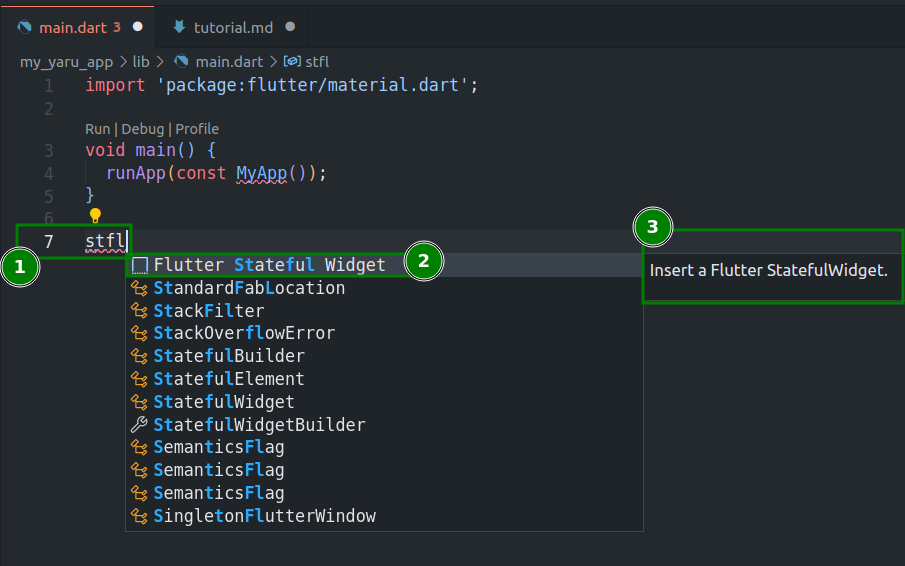 main.dart 3 tutorial.md
my_yaru_app > lib > main.dart > stfl
1 import 'package:flutter/material.dart';
2
Run | Debug | Profile
3 void main() {
4 runApp(const MyApp());
5 }
6
7 stfl
1
2
3
Flutter Stateful Widget
Insert a Flutter StatefulWidget.
StandardFabLocation
StackFilter
StackOverflowError
StatefulBuilder
StatefulElement
StatefulWidget
StatefulWidgetBuilder
SemanticsFlag
SemanticsFlag
SemanticsFlag
SingletonFlutterWindow